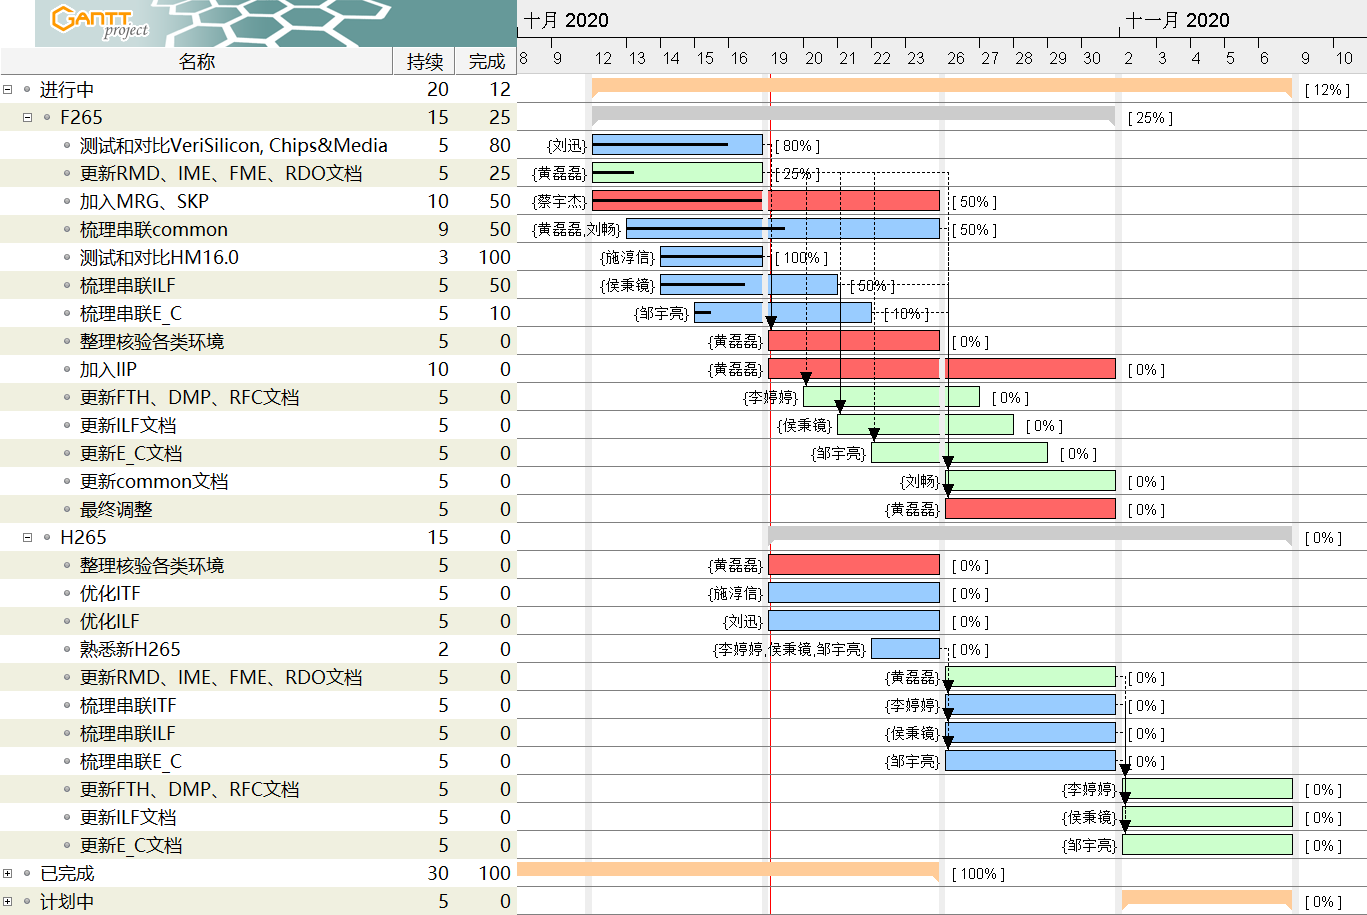 GANTT project
十月 2020
十一月 2020
名称 持续 完成
8 9 12 13 14 15 16 19 20 21 22 23 26 27 28 29 30 2 3 4 5 6 9 10
进行中 20 12 [ 12% ]
F265 15 25 [ 25% ]
测试和对比VeriSilicon, Chips&Media 5 80 {刘迅} [ 80% ]
更新RMD、IME、FME、RDO文档 5 25 {黄磊磊} [ 25% ]
加入MRG、SKP 10 50 {蔡宇杰} [ 50% ]
梳理串联common 9 50 {黄磊磊,刘畅} [ 50% ]
测试和对比HM16.0 3 100 {施淳信} [ 100% ]
梳理串联ILF 5 50 {侯秉镜} [ 50% ]
梳理串联E_C 5 10 {邹宇亮} [ 10% ]
整理核验各类环境 5 0 {黄磊磊} [ 0% ]
加入IIP 10 0 {黄磊磊} [ 0% ]
更新FTH、DMP、RFC文档 5 0 {李婷婷} [ 0% ]
更新ILF文档 5 0 {侯秉镜} [ 0% ]
更新E_C文档 5 0 {邹宇亮} [ 0% ]
更新common文档 5 0 {刘畅} [ 0% ]
最终调整 5 0 {黄磊磊} [ 0% ]
H265 15 0 [ 0% ]
整理核验各类环境 5 0 {黄磊磊} [ 0% ]
优化ITF 5 0 {施淳信} [ 0% ]
优化ILF 5 0 {刘迅} [ 0% ]
熟悉新H265 2 0 {李婷婷,侯秉镜,邹宇亮} [ 0% ]
更新RMD、IME、FME、RDO文档 5 0 {黄磊磊} [ 0% ]
梳理串联ITF 5 0 {李婷婷} [ 0% ]
梳理串联ILF 5 0 {侯秉镜} [ 0% ]
梳理串联E_C 5 0 {邹宇亮} [ 0% ]
更新FTH、DMP、RFC文档 5 0 {李婷婷} [ 0% ]
更新ILF文档 5 0 {侯秉镜} [ 0% ]
更新E_C文档 5 0 {邹宇亮} [ 0% ]
已完成 30 100 [ 100% ]
计划中 5 0 [ 0% ]